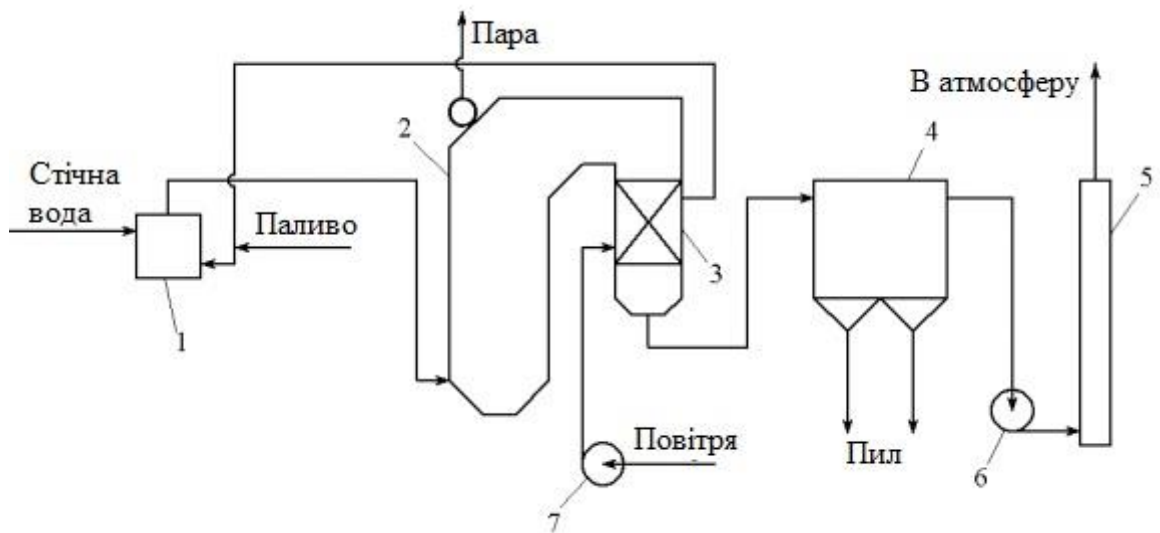 Пара
В атмосферу
2
4
Стічна
вода
Паливо
5
3
1
Повітря
Пил
6
7